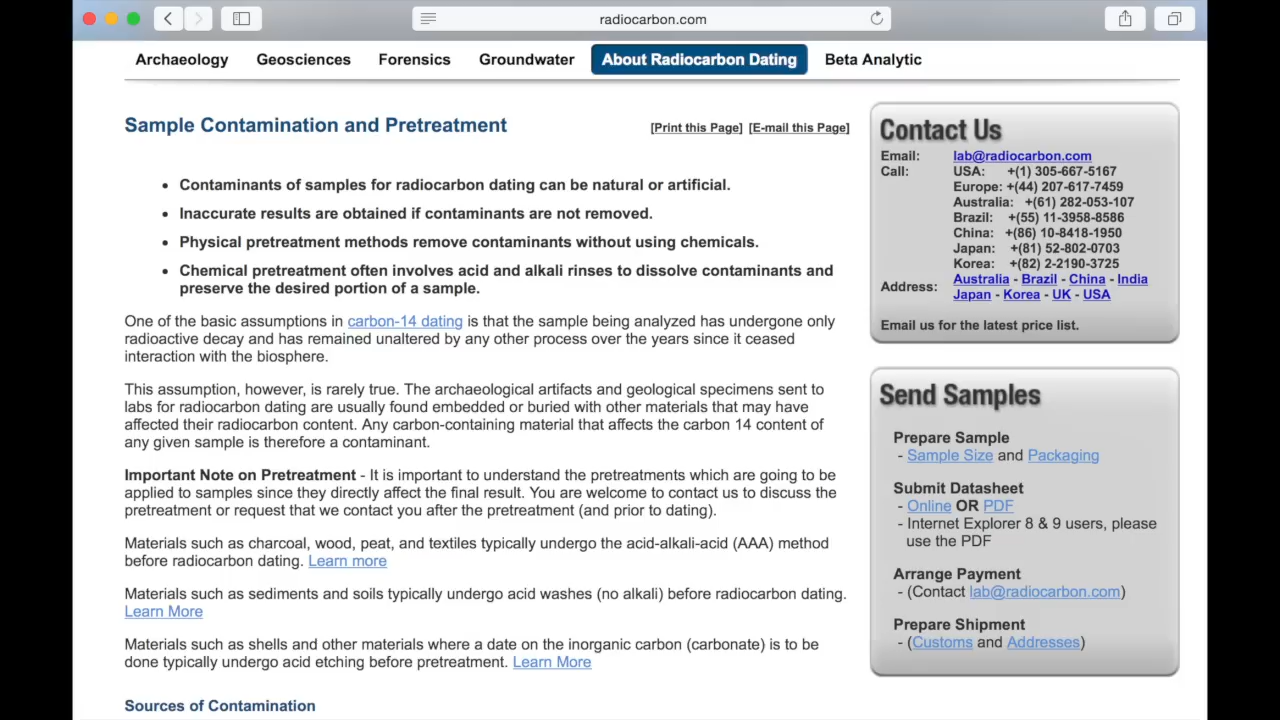 radiocarbon.com
Archaeology Geosciences Forensics Groundwater About Radiocarbon Dating Beta Analytic
Sample Contamination and Pretreatment
[Print this Page] [E-mail this Page]
• Contaminants of samples for radiocarbon dating can be natural or artificial.
• Inaccurate results are obtained if contaminants are not removed.
• Physical pretreatment methods remove contaminants without using chemicals.
• Chemical pretreatment often involves acid and alkali rinses to dissolve contaminants and
preserve the desired portion of a sample.
One of the basic assumptions in carbon-14 dating is that the sample being analyzed has undergone only
radioactive decay and has remained unaltered by any other process over the years since it ceased
interaction with the biosphere.
This assumption, however, is rarely true. The archaeological artifacts and geological specimens sent to
labs for radiocarbon dating are usually found embedded or buried with other materials that may have
affected their radiocarbon content. Any carbon-containing material that affects the carbon 14 content of
any given sample is therefore a contaminant.
Important Note on Pretreatment - It is important to understand the pretreatments which are going to be
applied to samples since they directly affect the final result. You are welcome to contact us to discuss the
pretreatment or request that we contact you after the pretreatment (and prior to dating).
Materials such as charcoal, wood, peat, and textiles typically undergo the acid-alkali-acid (AAA) method
before radiocarbon dating. Learn more
Materials such as sediments and soils typically undergo acid washes (no alkali) before radiocarbon dating.
Learn More
Materials such as shells and other materials where a date on the inorganic carbon (carbonate) is to be
done typically undergo acid etching before pretreatment. Learn More
Sources of Contamination
Contact Us
Email: lab@radiocarbon.com
Call: USA: +(1) 305-667-5167
Europe: +(44) 207-617-7459
Australia: +(61) 282-053-107
Brazil: +(55) 11-3958-8586
China: +(86) 10-8418-1950
Japan: +(81) 52-802-0703
Korea: +(82) 2-2190-3725
Address: Australia - Brazil - China - India
Japan - Korea - UK - USA
Email us for the latest price list.
Send Samples
Prepare Sample
- Sample Size and Packaging
Submit Datasheet
- Online OR PDF
- Internet Explorer 8 & 9 users, please
use the PDF
Arrange Payment
- (Contact lab@radiocarbon.com)
Prepare Shipment
- (Customs and Addresses)